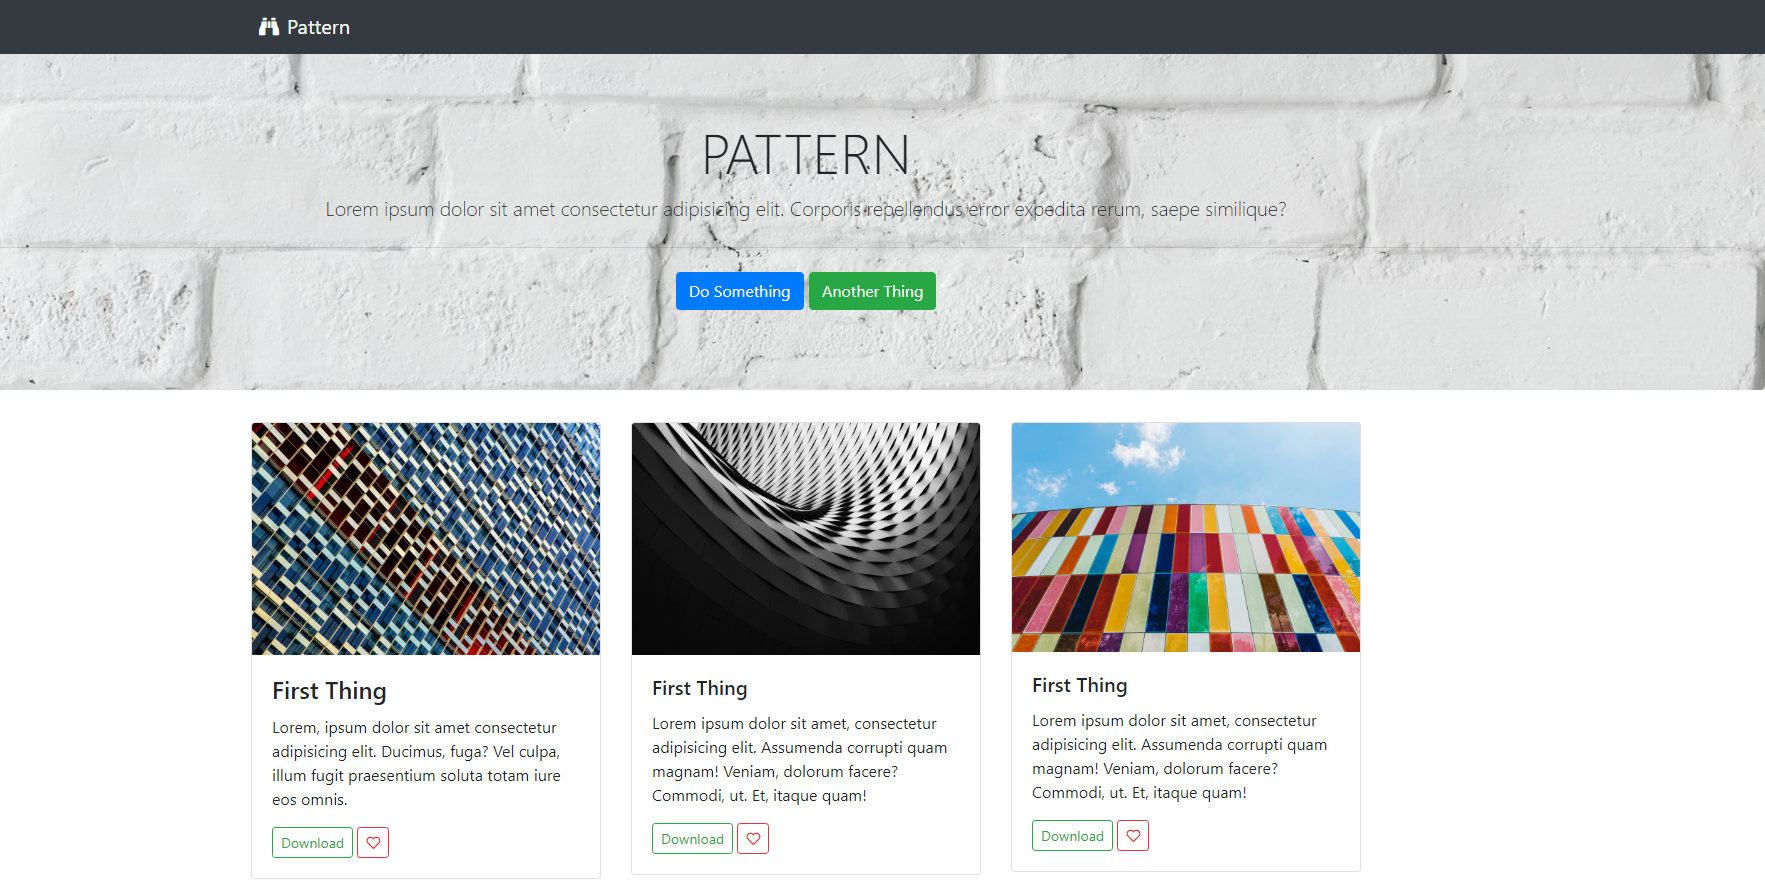 Pattern
PATTERN
Lorem ipsum dolor sit amet consectetur adipisicing elit. Corporis repellendus error expedita rerum, saepe similique?
Do Something
Another Thing
First Thing
Lorem, ipsum dolor sit amet consectetur
adipisicing elit. Ducimus, fuga? Vel culpa,
illum fugit praesentium soluta totam iure
eos omnis.
Download
First Thing
Lorem ipsum dolor sit amet, consectetur
adipisicing elit. Assumenda corrupti quam
magnam! Veniam, dolorum facere?
Commodi, ut. Et, itaque quam!
Download
First Thing
Lorem ipsum dolor sit amet, consectetur
adipisicing elit. Assumenda corrupti quam
magnam! Veniam, dolorum facere?
Commodi, ut. Et, itaque quam!
Download